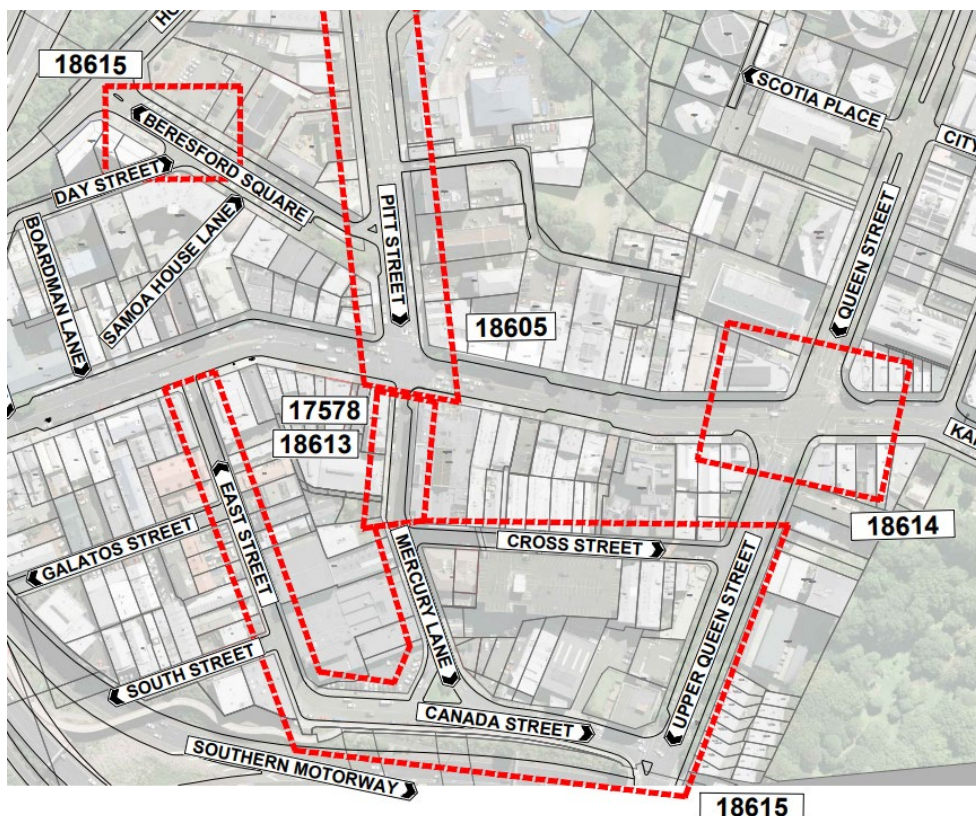 HO
18615
BERESFORD SQUARE
DAY STREET
SAMOA HOUSE LANE
BOARDMAN LANE
PITT STREET
SCOTIA PLACE
CITY
QUEEN STREET
18605
17578
18613
KA
18614
EAST STREET
GALATOS STREET
MERCURY LANE
CROSS STREET
UPPER QUEEN STREET
SOUTH STREET
CANADA STREET
SOUTHERN MOTORWAY
18615